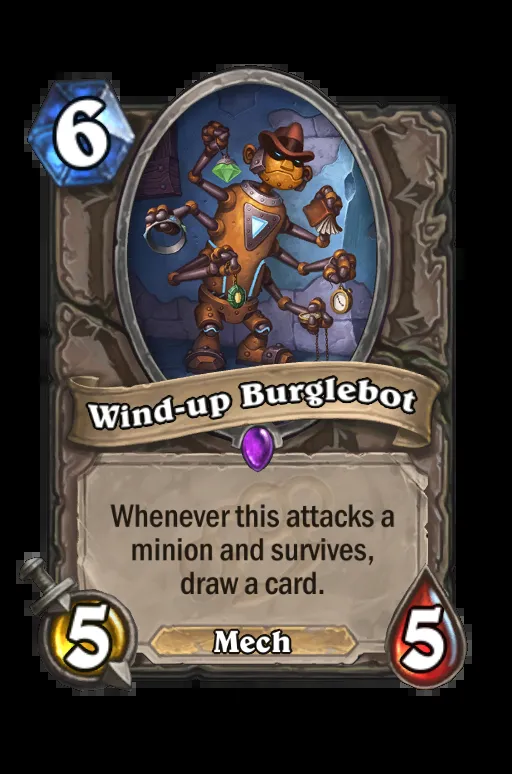 6
Wind-up Burglebot
Whenever this attacks a
minion and survives,
draw a card.
5
Mech
5